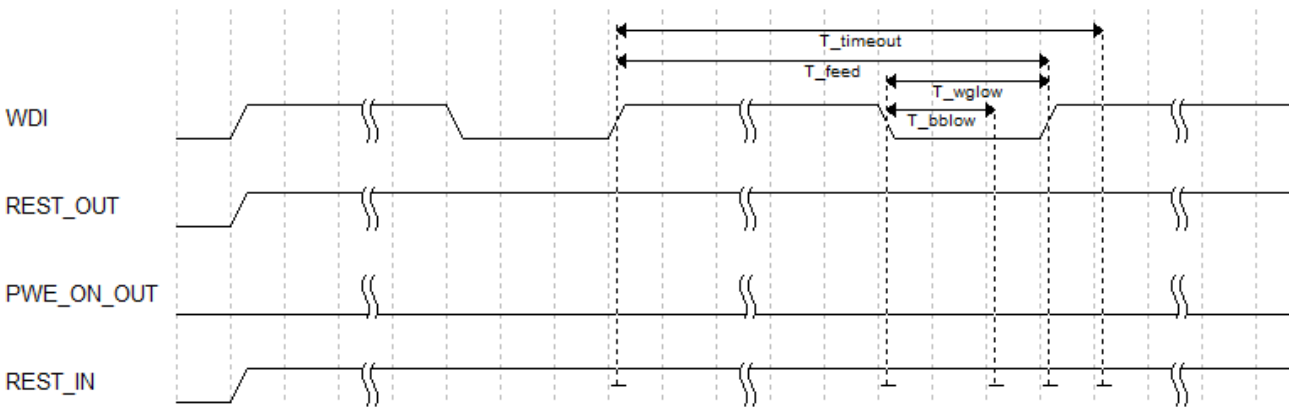 T_timeout
T_feed
T_wglow
WDI
T_bblow
REST_OUT
PWE_ON_OUT
REST_IN